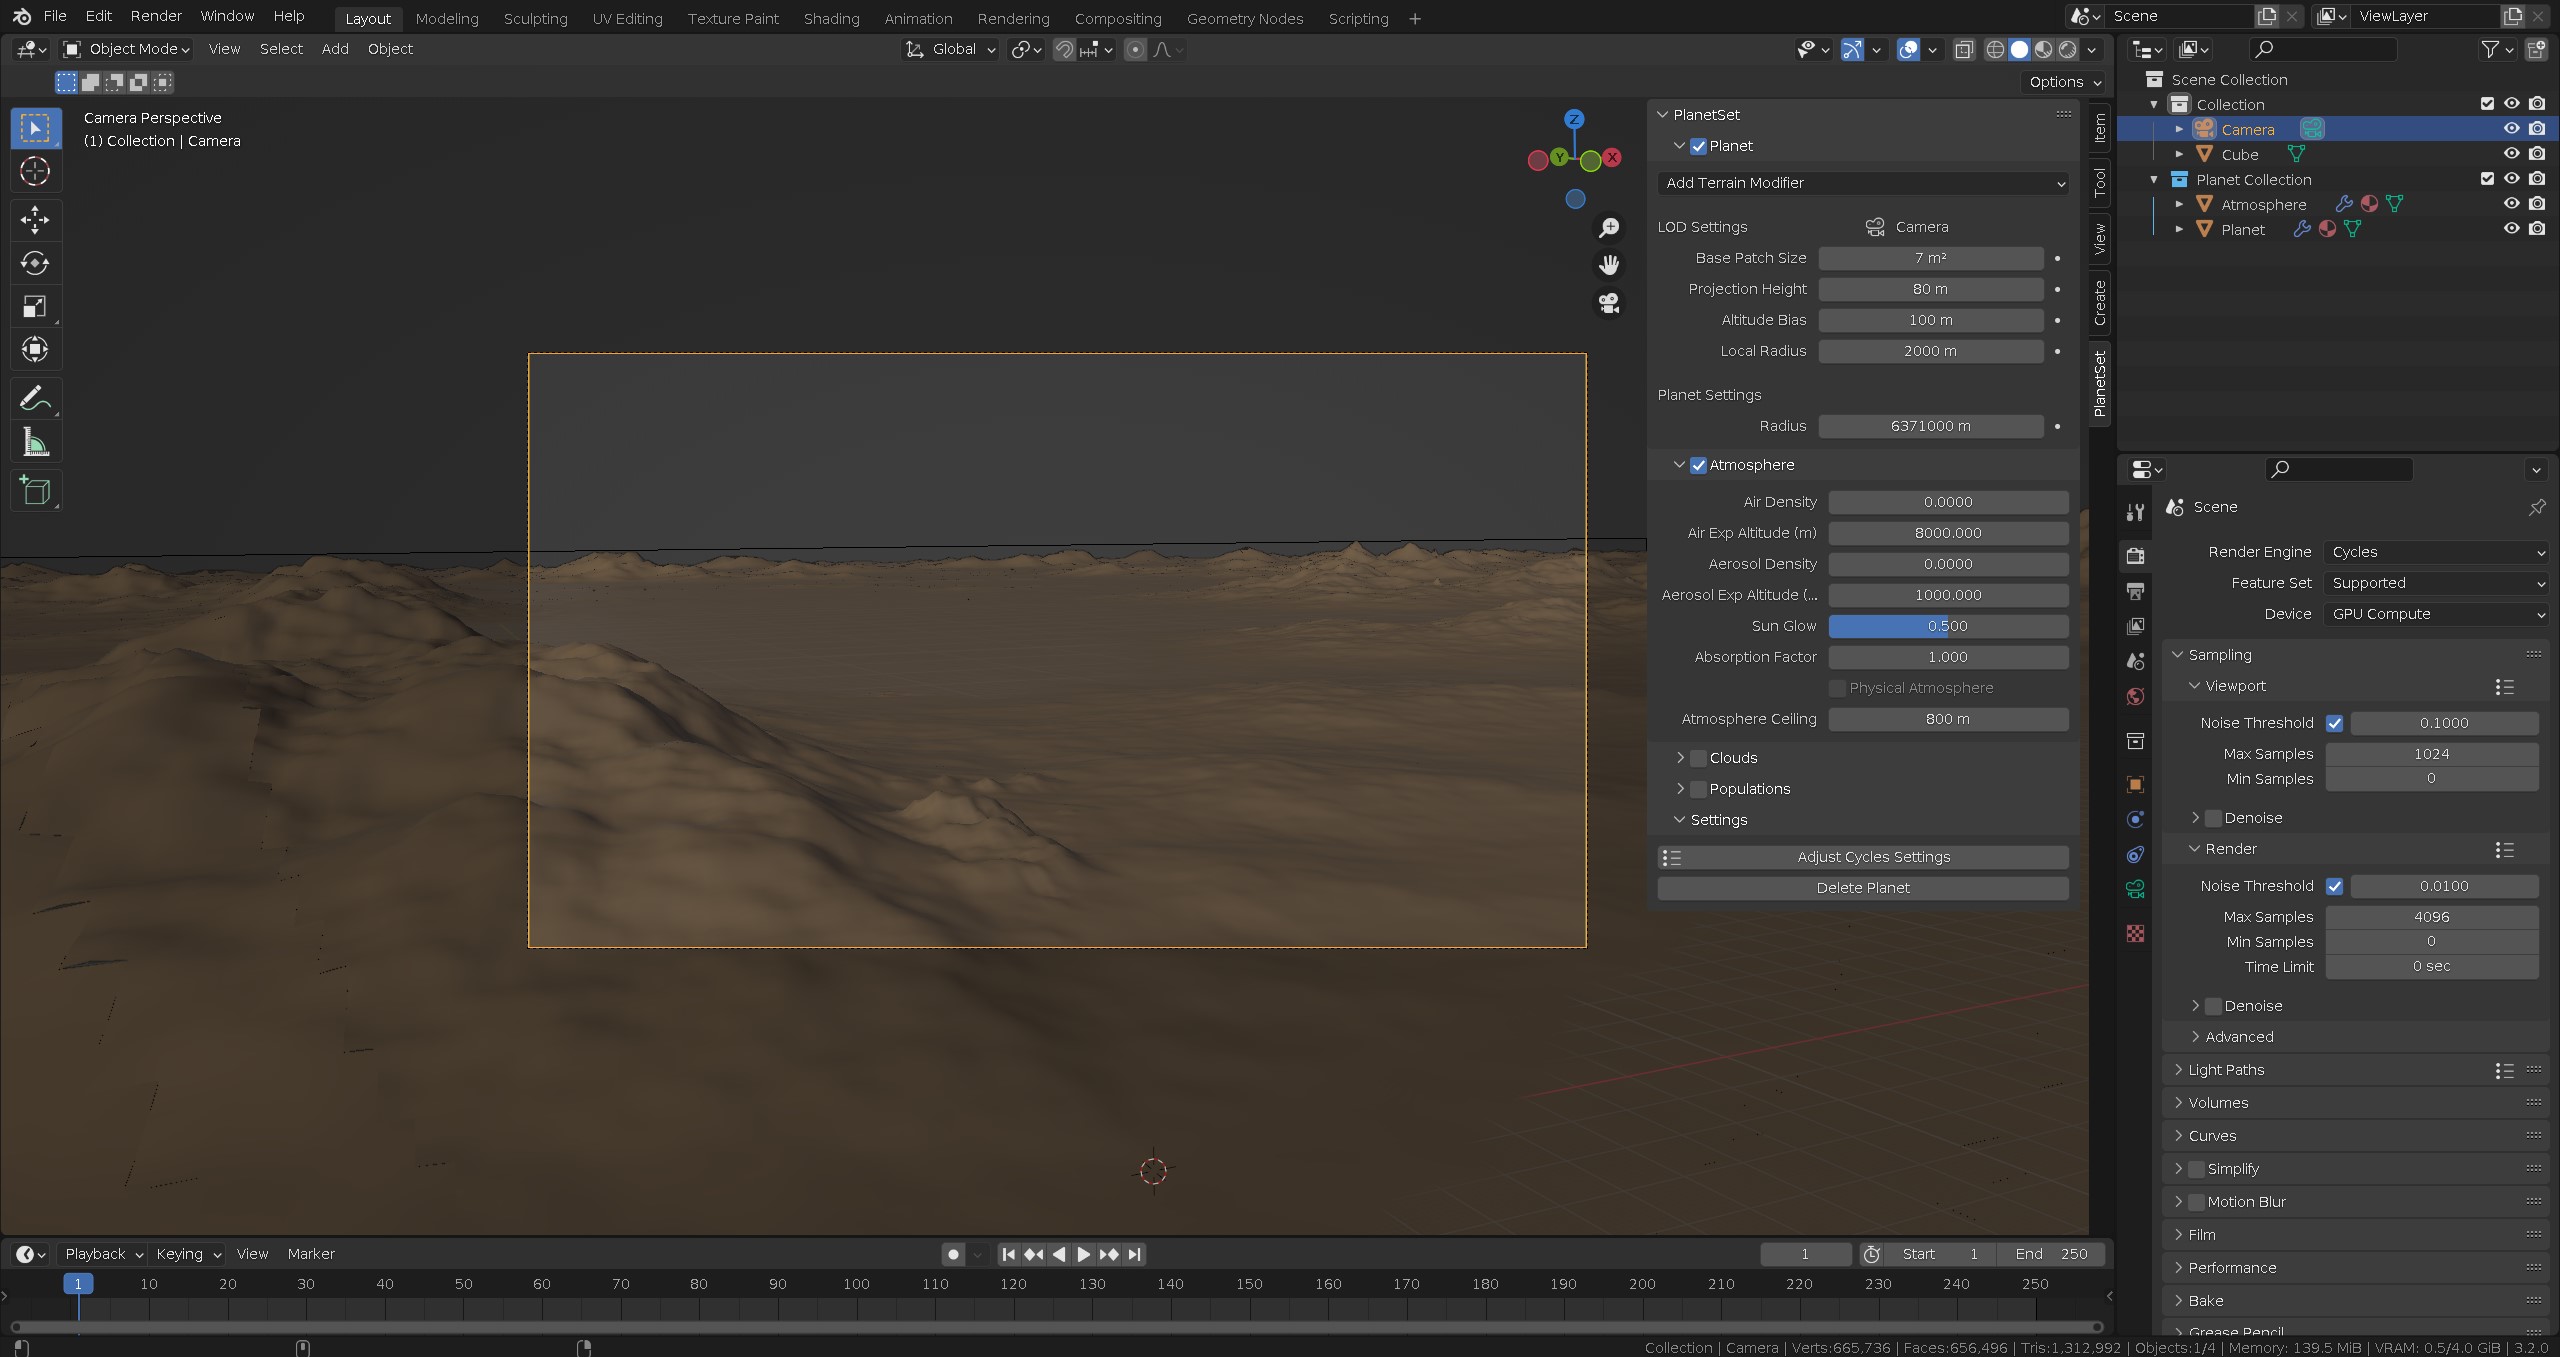 File Edit Render Window Help Layout Modeling Sculpting UV Editing Texture Paint Shading Animation Rendering Compositing Geometry Nodes Scripting + Scene ViewLayer
Object Mode View Select Add Object Global
Options
Camera Perspective
(1) Collection | Camera
Z
Y
X
PlanetSet
Planet
Add Terrain Modifier
LOD Settings Camera
Base Patch Size 7 m²
Projection Height 80 m
Altitude Bias 100 m
Local Radius 2000 m
Planet Settings
Radius 6371000 m
Atmosphere
Air Density 0.0000
Air Exp Altitude (m) 8000.000
Aerosol Density 0.0000
Aerosol Exp Altitude (... 1000.000
Sun Glow 0.500
Absorption Factor 1.000
Physical Atmosphere
Atmosphere Ceiling 800 m
Clouds
Populations
Settings
Adjust Cycles Settings
Delete Planet
Item
Tool
View
Create
PlanetSet
Scene Collection
Collection
Camera
Cube
Planet Collection
Atmosphere
Planet
Scene
Render Engine Cycles
Feature Set Supported
Device GPU Compute
Sampling
Viewport
Noise Threshold 0.1000
Max Samples 1024
Min Samples 0
Denoise
Render
Noise Threshold 0.0100
Max Samples 4096
Min Samples 0
Time Limit 0 sec
Denoise
Advanced
Light Paths
Volumes
Curves
Simplify
Motion Blur
Film
Performance
Bake
Grease Pencil
Playback Keying View Marker 1 Start 1 End 250
1 10 20 30 40 50 60 70 80 90 100 110 120 130 140 150 160 170 180 190 200 210 220 230 240 250
Collection | Camera | Verts:665,736 | Faces:656,496 | Tris:1,312,992 | Objects:1/4 | Memory: 139.5 MiB | VRAM: 0.5/4.0 GiB | 3.2.0